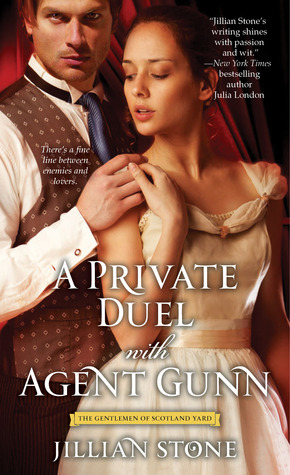 "Jillian Stone's
writing shines
with passion
and wit."
—New York Times
bestselling
author
Julia London
There's a fine
line between
enemies and
lovers.
A PRIVATE
DUEL
with
AGENT GUNN
THE GENTLEMEN OF SCOTLAND YARD
JILLIAN STONE